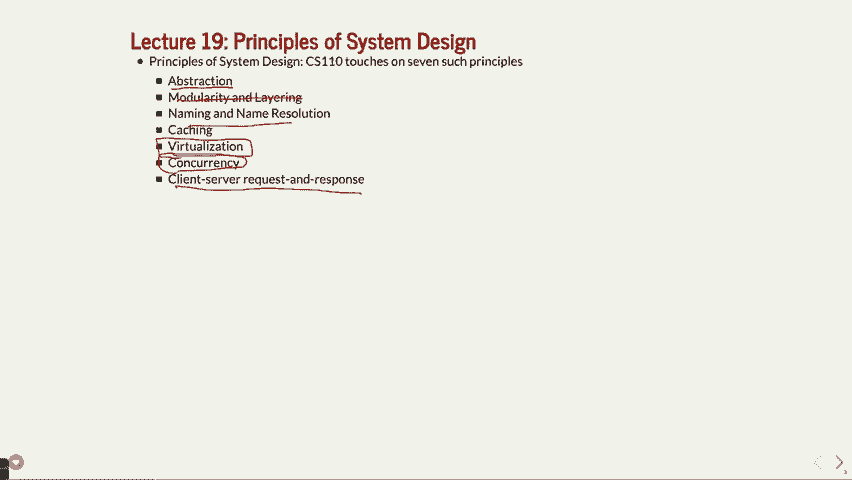 Lecture 19: Principles of System Design
Principles of System Design: CS110 touches on seven such principles
Abstraction
Modularity and Layering
Naming and Name Resolution
Caching
Virtualization
Concurrency
Client-server request-and-response
3